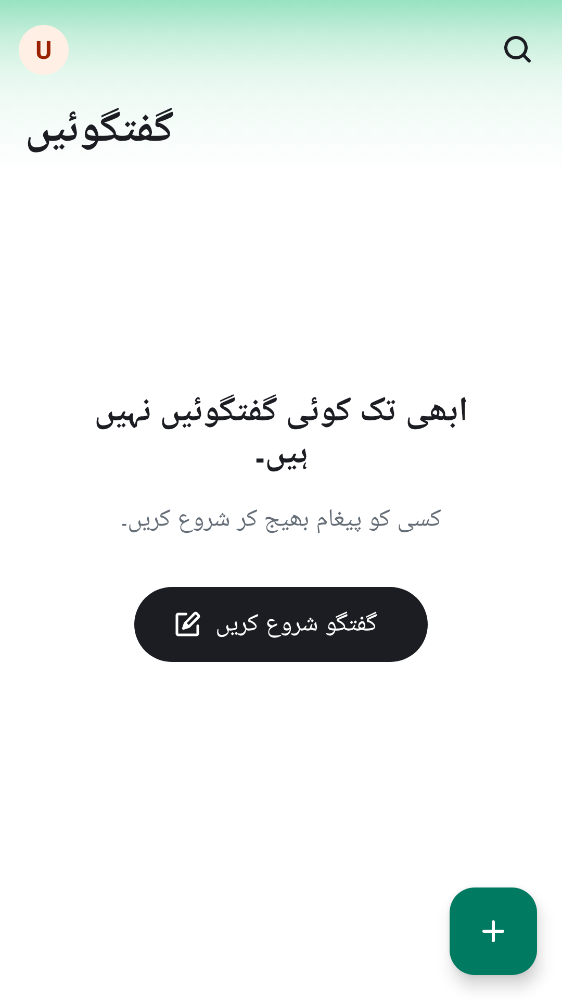 U
گفتگوئیں
ابھی تک کوئی گفتگوئیں نہیں
ہیں۔
کسی کو پیغام بھیج کر شروع کریں۔
گفتگو شروع کریں